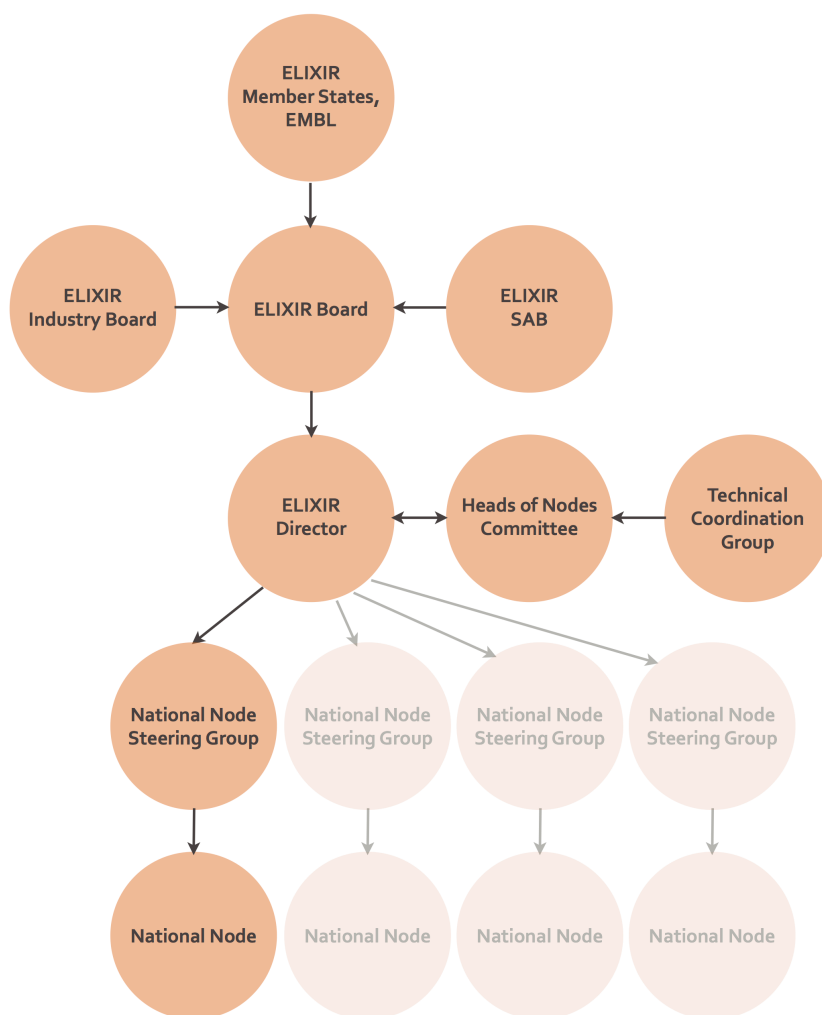 ELIXIR
Member States,
EMBL
ELIXIR
Industry Board
ELIXIR Board
ELIXIR
SAB
ELIXIR
Director
Heads of Nodes
Committee
Technical
Coordination
Group
National Node
Steering Group
National Node
Steering Group
National Node
Steering Group
National Node
Steering Group
National Node
National Node
National Node
National Node